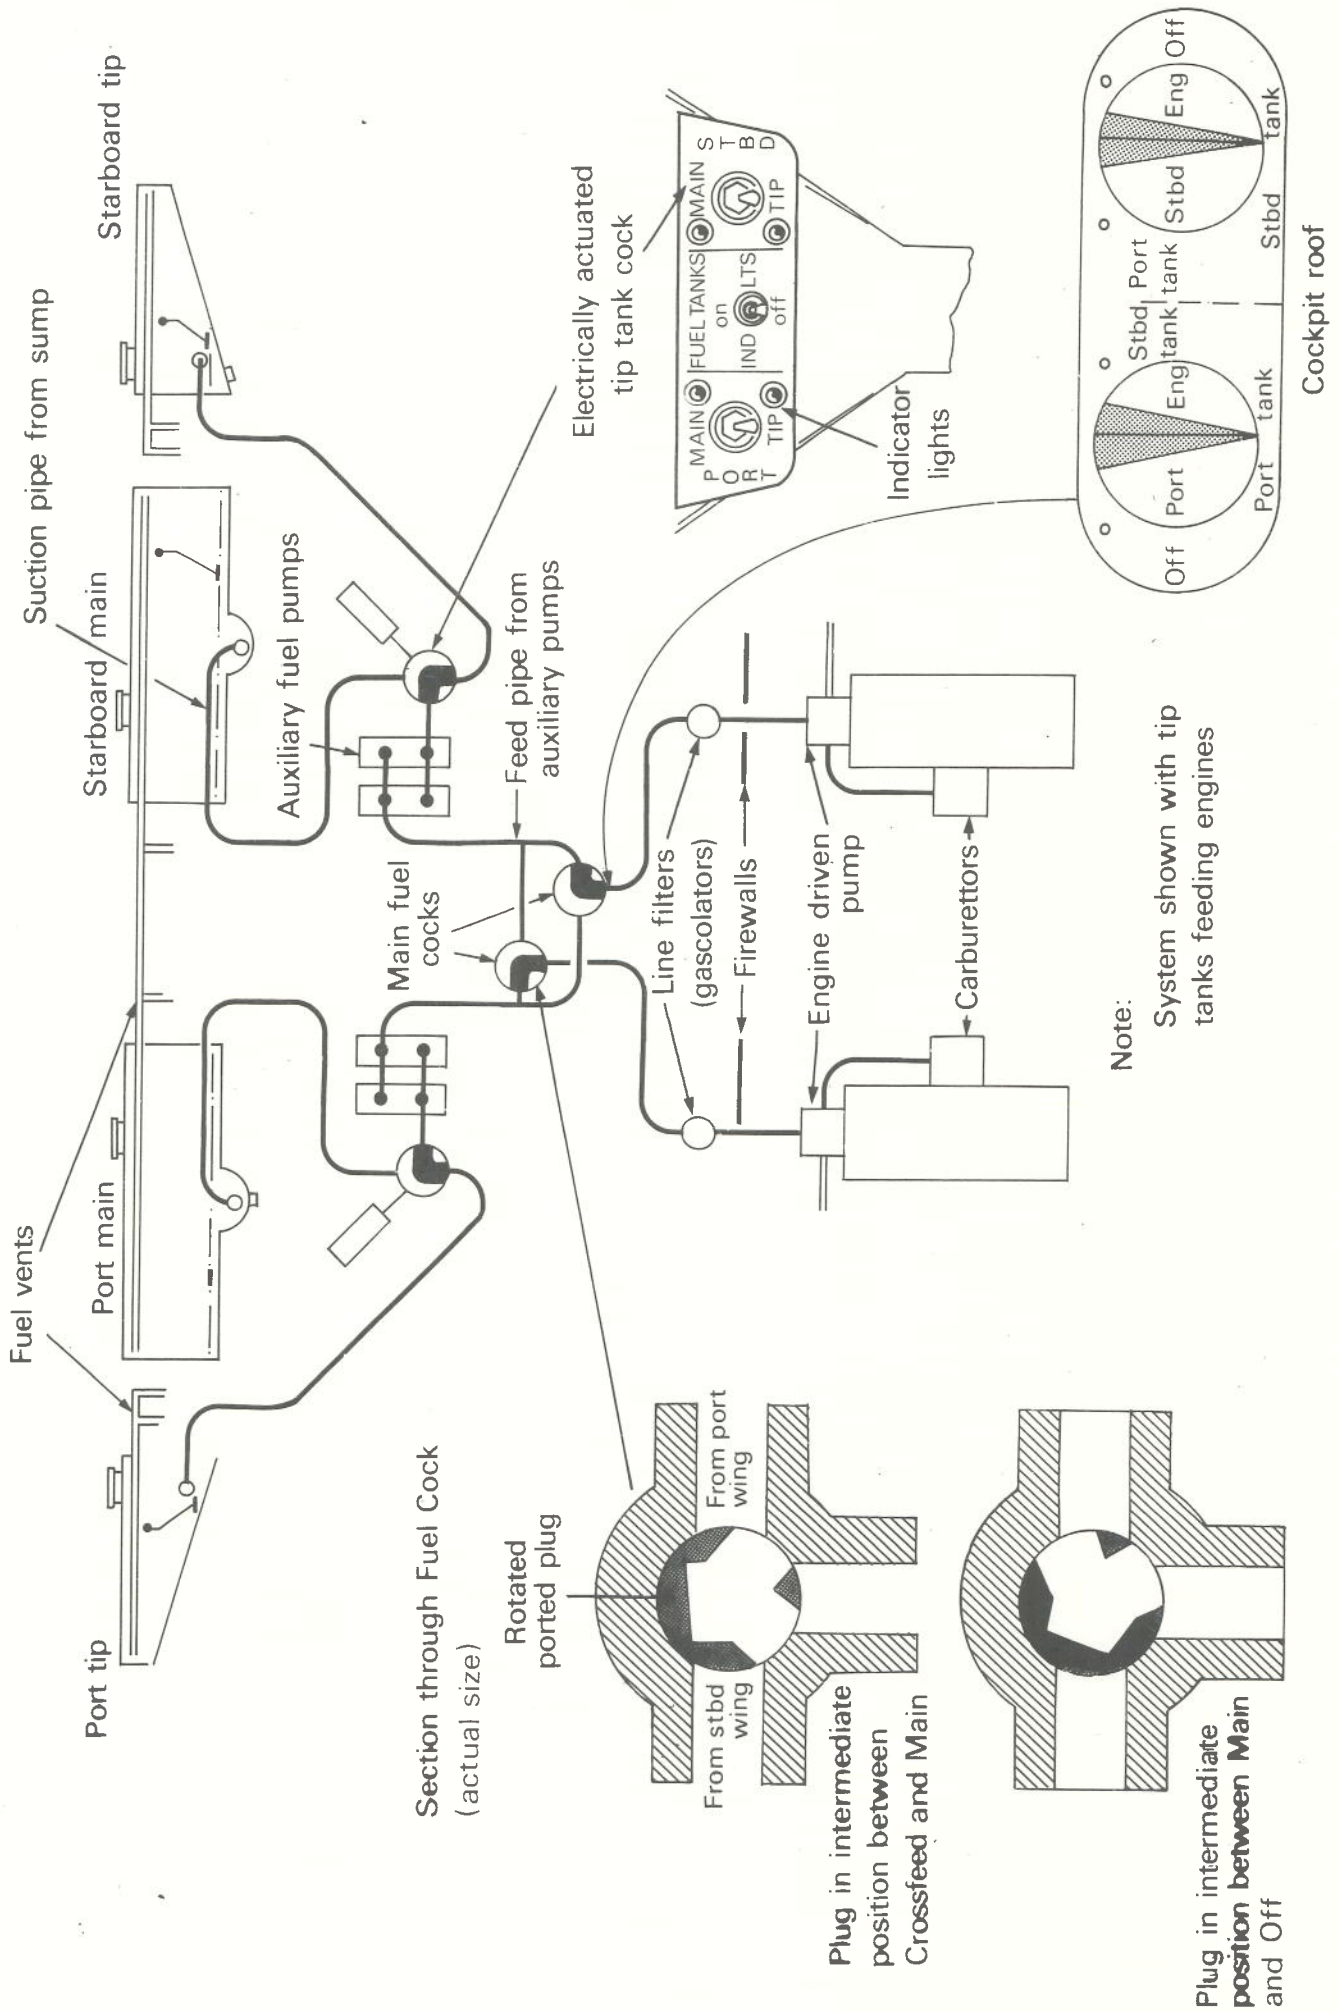 Fuel vents
Port tip
Port main
Starboard main
Suction pipe from sump
Starboard tip
Auxiliary fuel pumps
Main fuel
cocks
Feed pipe from
auxiliary pumps
Electrically actuated
tip tank cock
Section through Fuel Cock
(actual size)
Rotated
ported plug
From stbd
wing
From port
wing
Plug in intermediate
position between
Crossfeed and Main
Plug in intermediate
position between Main
and Off
Line filters
(gascolators)
Firewalls
Engine driven
pump
Carburettors
Note:
System shown with tip
tanks feeding engines
PORT
MAIN
TIP
FUEL TANKS
on
IND LTS
off
MAIN
TIP
STBD
Indicator
lights
Off
Port Eng
Port tank
Stbd
tank
Port
tank
Stbd Eng
Off
Stbd tank
Cockpit roof